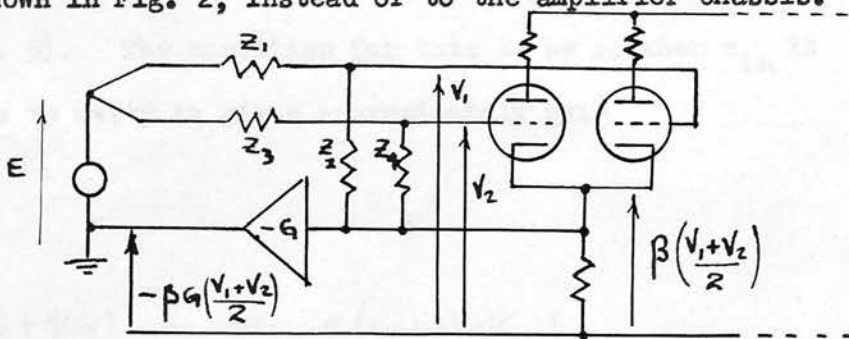 shown in Fig. 2, instead of to the amplifier chassis.
Z₁
Z₃
Z₂
Z₄
V₁
V₂
E
-G
-βG(V₁+V₂/2)
β(V₁+V₂/2)